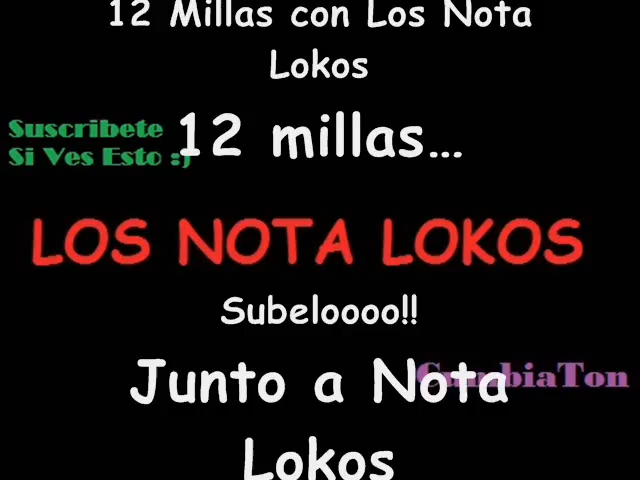 12 Millas con Los Nota
Lokos
Suscribete
Si Ves Esto :)
12 millas...
LOS NOTA LOKOS
Subeloooo!!
Junto a Nota
Lokos
CumbiaTon